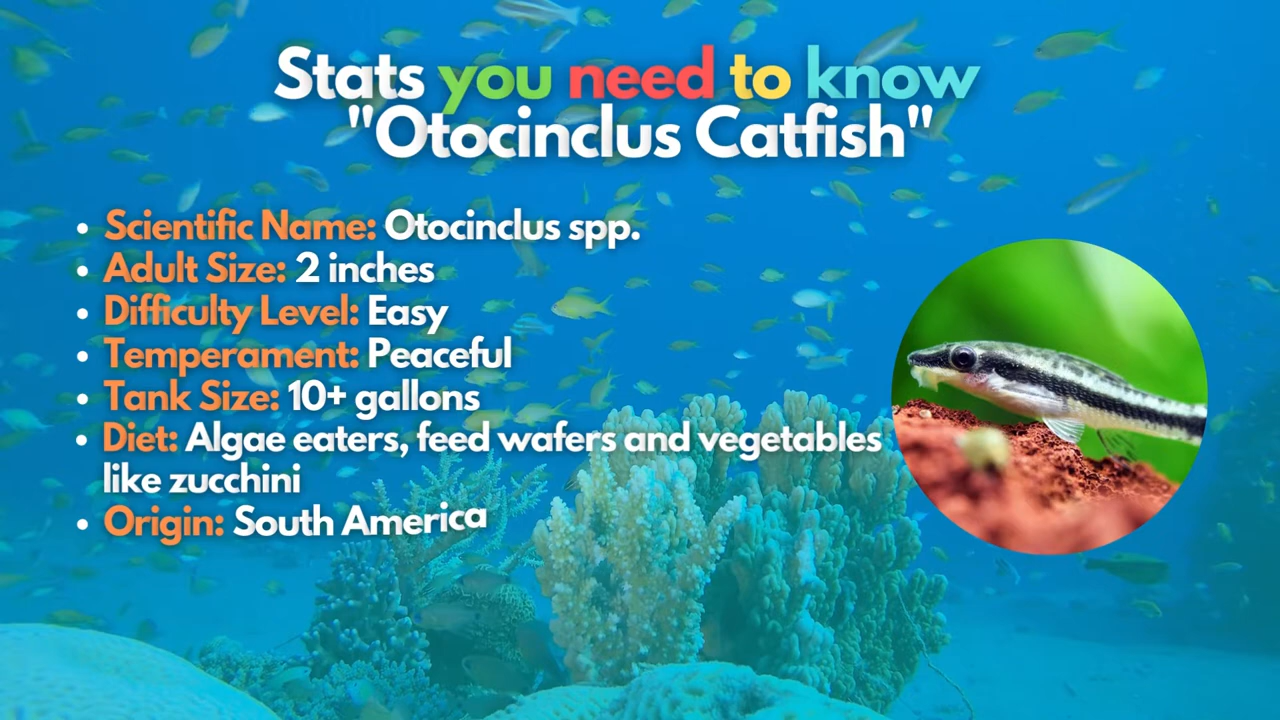 Stats you need to know
"Otocinclus Catfish"
• Scientific Name: Otocinclus spp.
• Adult Size: 2 inches
• Difficulty Level: Easy
• Temperament: Peaceful
• Tank Size: 10+ gallons
• Diet: Algae eaters, feed wafers and vegetables
like zucchini
• Origin: South America